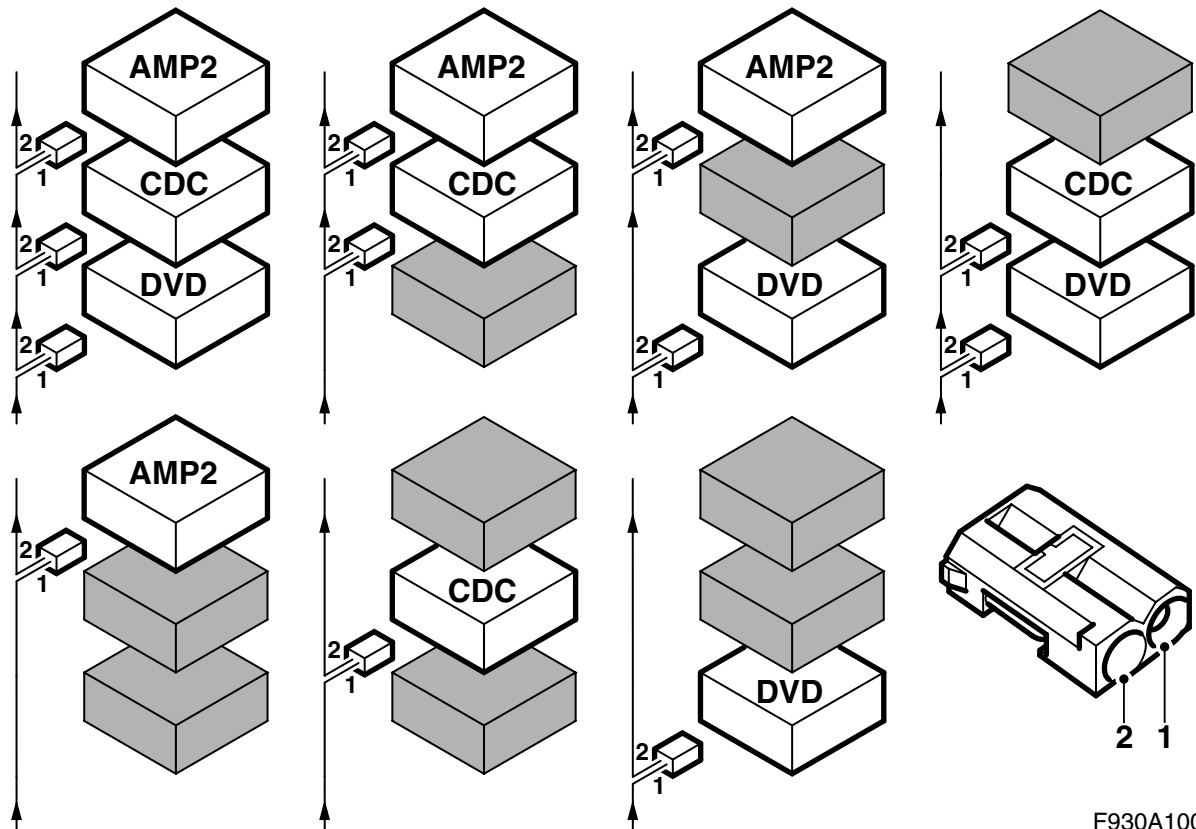 AMP2 AMP2 AMP2
2 2 2
1 CDC 1 CDC 1 CDC
2 2 2
1 DVD 1 DVD 1 DVD
2 2 2
1 1 1
AMP2
2
1 CDC
2 2
1 DVD
1
2 1
F930A100